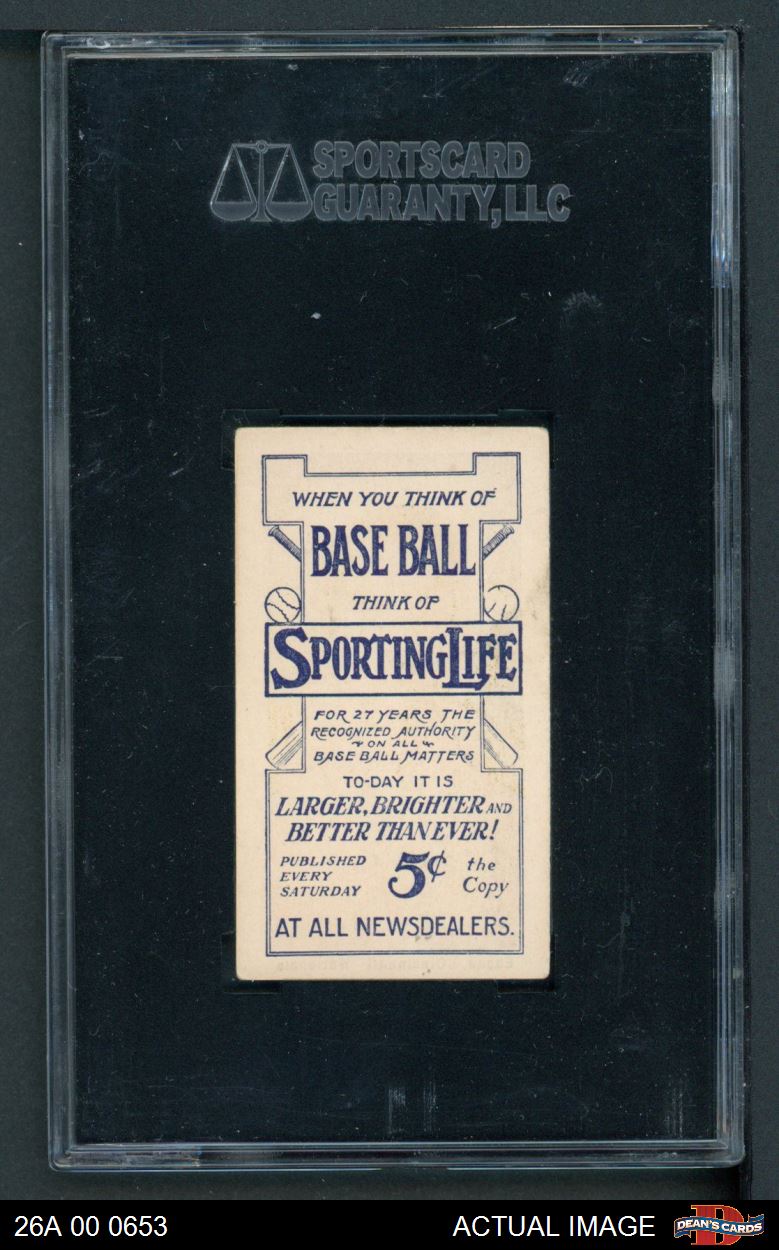 SPORTSCARD
GUARANTY, LLC
WHEN YOU THINK OF
BASE BALL
THINK OF
SPORTING LIFE
FOR 27 YEARS THE
RECOGNIZED AUTHORITY
ON ALL
BASE BALL MATTERS
TO-DAY IT IS
LARGER, BRIGHTER AND
BETTER THAN EVER!
PUBLISHED
EVERY
SATURDAY
5¢
the
Copy
AT ALL NEWSDEALERS.
26A 00 0653
ACTUAL IMAGE
D
DEAN'S CARDS